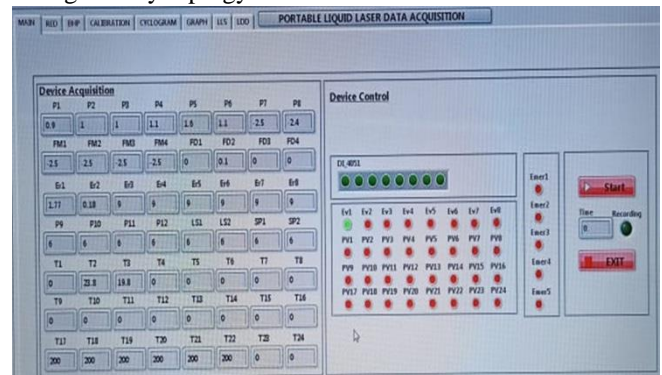 MAIN RED BHP CALIBRATION CYCLOGRAM GRAPH LLS LDD PORTABLE LIQUID LASER DATA ACQUISITION
Device Acquisition
P1 P2 P3 P4 P5 P6 P7 P8
0.9 1 1 1.1 1.6 1.1 -2.5 2.4
FM1 FM2 FM3 FM4 FD1 FD2 FD3 FD4
-2.5 -2.5 -2.5 -2.5 0 0.1 0 0
Er1 Er2 Er3 Er4 Er5 Er6 Er7 Er8
1.77 0.18 9 9 9 9 9 9
P9 P10 P11 P12 LS1 LS2 SP1 SP2
6 6 6 6 6 6 6 6
T1 T2 T3 T4 T5 T6 T7 T8
0 23.8 19.8 0 0 0 0 0
T9 T10 T11 T12 T13 T14 T15 T16
0 0 0 0 0 0 0 0
T17 T18 T19 T20 T21 T22 T23 T24
200 200 200 200 200 200 0 0
Device Control
DI_4051
Ev1 Ev2 Ev3 Ev4 Ev5 Ev6 Ev7 Ev8
PV1 PV2 PV3 PV4 PV5 PV6 PV7 PV8
PV9 PV10 PV11 PV12 PV13 PV14 PV15 PV16
PV17 PV18 PV19 PV20 PV21 PV22 PV23 PV24
Emer1
Emer2
Emer3
Emer4
Emer5
Start
Time Recording
0
EXIT